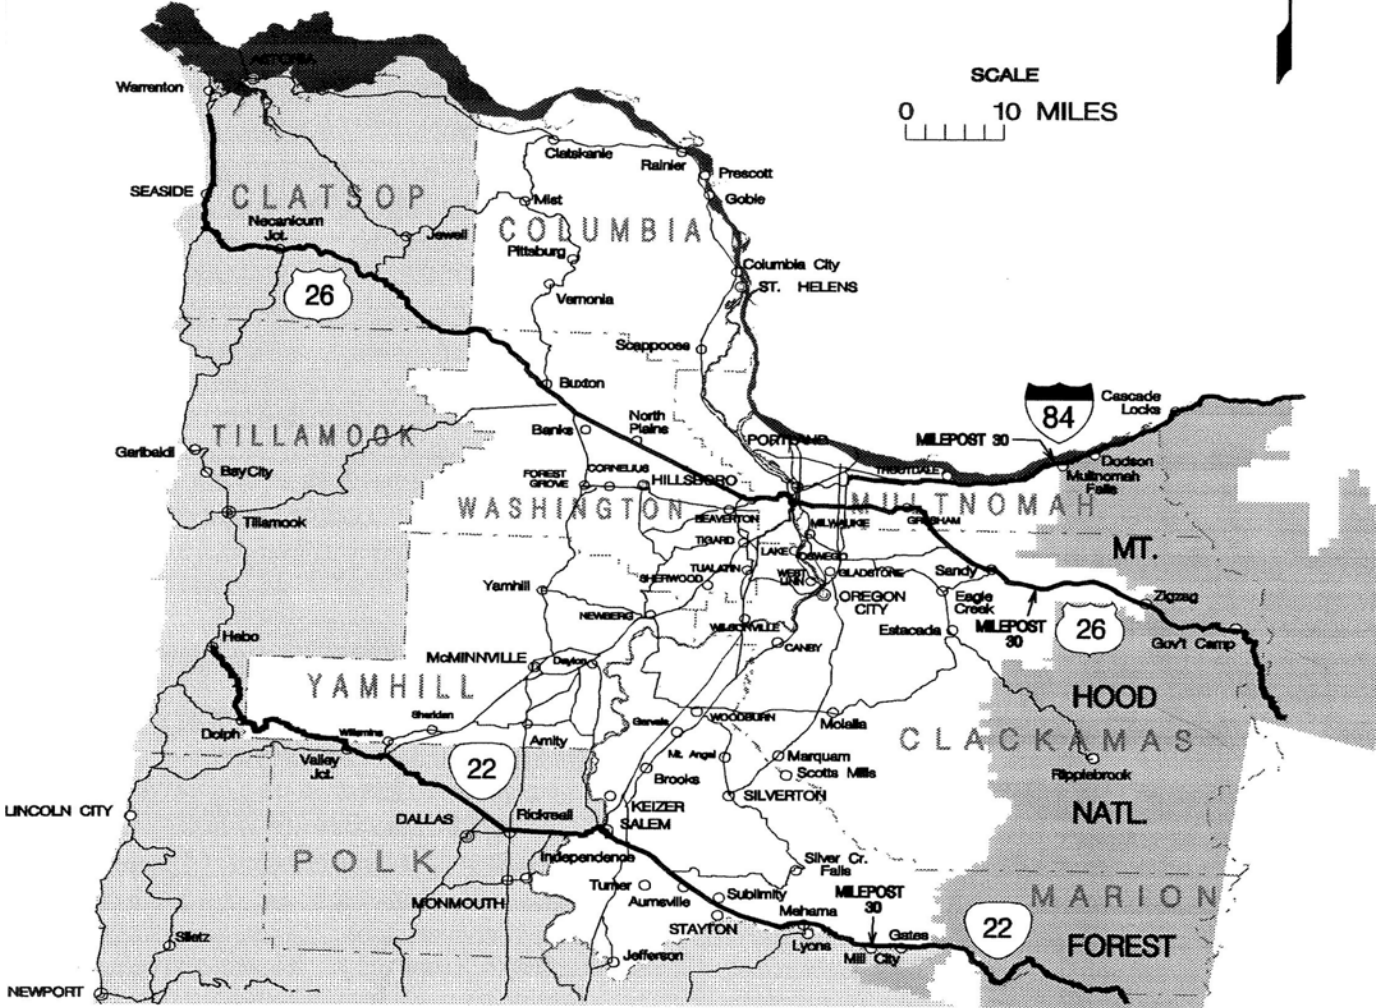 SCALE
0 10 MILES
ASTORIA
Warrenton
Clatskanie
Rainier
Prescott
Goble
SEASIDE
CLATSOP
Mist
Necanicum
Jct.
Jewell
COLUMBIA
Pittsburg
Columbia City
ST. HELENS
26
Vernonia
Scappoose
Buxton
Cascade
Locks
84
North
Plains
Banks
TILLAMOOK
PORTLAND
MILEPOST 30
Garibaldi
Bay City
Dodson
Multnomah
Falls
TROUTDALE
CORNELIUS
FOREST
GROVE
HILLSBORO
WASHINGTON
MULTNOMAH
Tillamook
BEAVERTON
GRESHAM
MILWAUKIE
TIGARD
LAKE
OSWEGO
MT.
TUALATIN
WEST
LINN
GLADSTONE
SHERWOOD
Sandy
Yamhill
OREGON
CITY
Eagle
Creek
Zigzag
NEWBERG
WILSONVILLE
Estacada
MILEPOST
30
26
Gov't Camp
Hebo
CANBY
McMINNVILLE
Dayton
YAMHILL
HOOD
Sheridan
Gervais
WOODBURN
Molalla
Dolph
Willamina
Amity
CLACKAMAS
Valley
Jct.
22
Mt. Angel
Marquam
Scotts Mills
Ripplebrook
Brooks
LINCOLN CITY
KEIZER
SILVERTON
NATL.
DALLAS
Rickreall
SALEM
POLK
Independence
Silver Cr.
Falls
Turner
Aumsville
Sublimity
MILEPOST
30
MARION
MONMOUTH
Mehama
STAYTON
22
Sletz
Lyons
Gates
Mill City
FOREST
Jefferson
NEWPORT